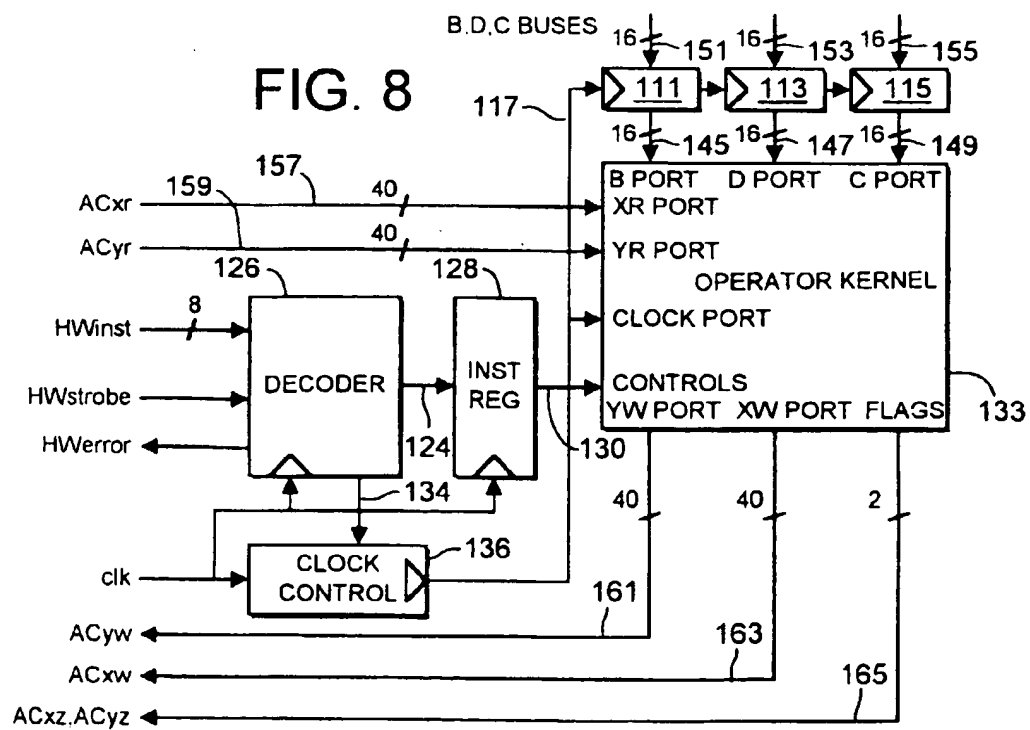 B.D,C BUSES
16 151 16 153 16 155
FIG. 8
111 113 115
117
16 145 16 147 16 149
B PORT D PORT C PORT
159 157
ACxr 40 XR PORT
ACyr 40 YR PORT
126 128
OPERATOR KERNEL
HWinst 8 CLOCK PORT
DECODER INST REG
HWstrobe CONTROLS
124 130 133
YW PORT XW PORT FLAGS
HWerror
134
40 40 2
136
clk CLOCK CONTROL
161
ACyw
163
ACxw
165
ACxz,ACyz